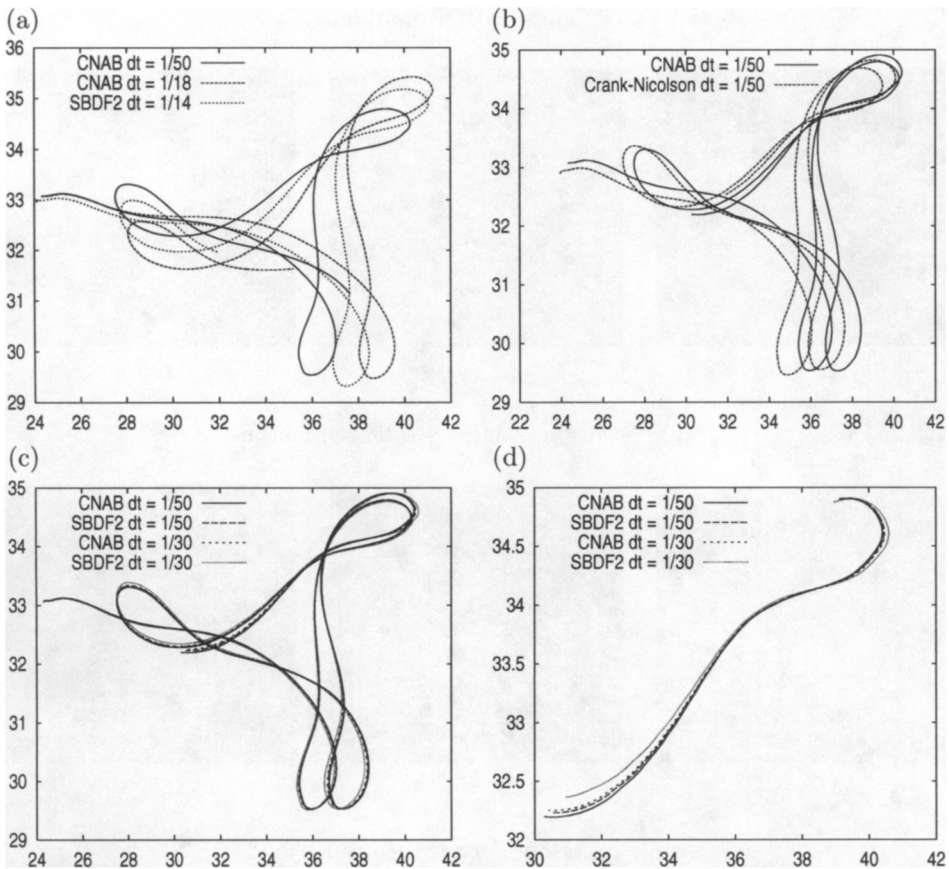 (a)
36
35
34
33
32
31
30
29
CNAB dt = 1/50
CNAB dt = 1/18
SBDF2 dt = 1/14
24 26 28 30 32 34 36 38 40 42
(b)
35
34
33
32
31
30
29
CNAB dt = 1/50
Crank-Nicolson dt = 1/50
22 24 26 28 30 32 34 36 38 40 42
(c)
35
34
33
32
31
30
29
CNAB dt = 1/50
SBDF2 dt = 1/50
CNAB dt = 1/30
SBDF2 dt = 1/30
24 26 28 30 32 34 36 38 40 42
(d)
35
34,5
34
33,5
33
32,5
32
CNAB dt = 1/50
SBDF2 dt = 1/50
CNAB dt = 1/30
SBDF2 dt = 1/30
30 32 34 36 38 40 42